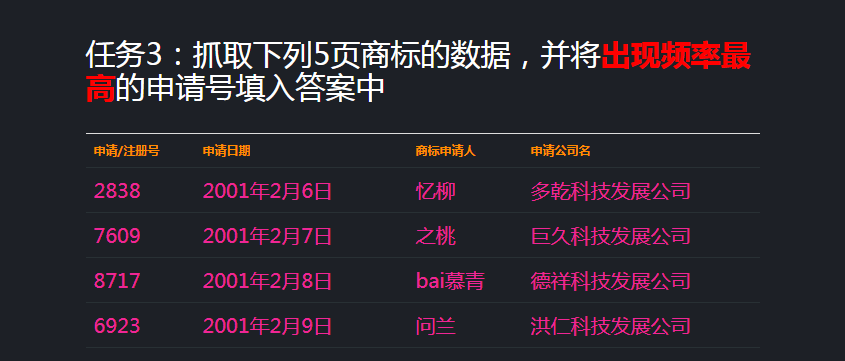 任务3：抓取下列5页商标的数据，并将出现频率最
高的申请号填入答案中
申请/注册号 申请日期 商标申请人 申请公司名
2838 2001年2月6日 忆柳 多乾科技发展公司
7609 2001年2月7日 之桃 巨久科技发展公司
8717 2001年2月8日 bai慕青 德祥科技发展公司
6923 2001年2月9日 问兰 洪仁科技发展公司